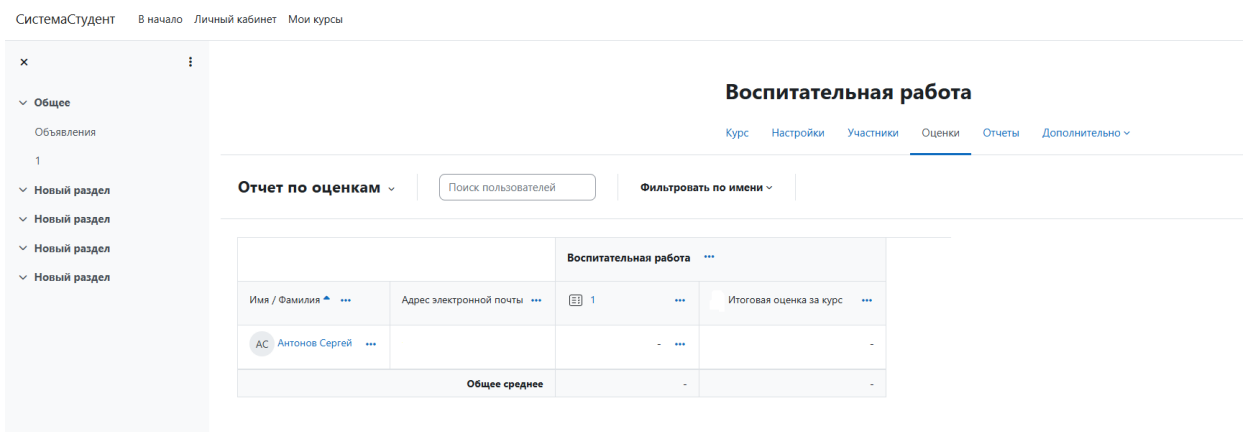 СистемаСтудент В начало Личный кабинет Мои курсы
Общее
Объявления
1
Новый раздел
Новый раздел
Новый раздел
Новый раздел
Воспитательная работа
Курс Настройки Участники Оценки Отчеты Дополнительно
Отчет по оценкам Поиск пользователей Фильтровать по имени
Воспитательная работа
Имя / Фамилия Адрес электронной почты 1 Итоговая оценка за курс
АС Антонов Сергей - -
Общее среднее - -